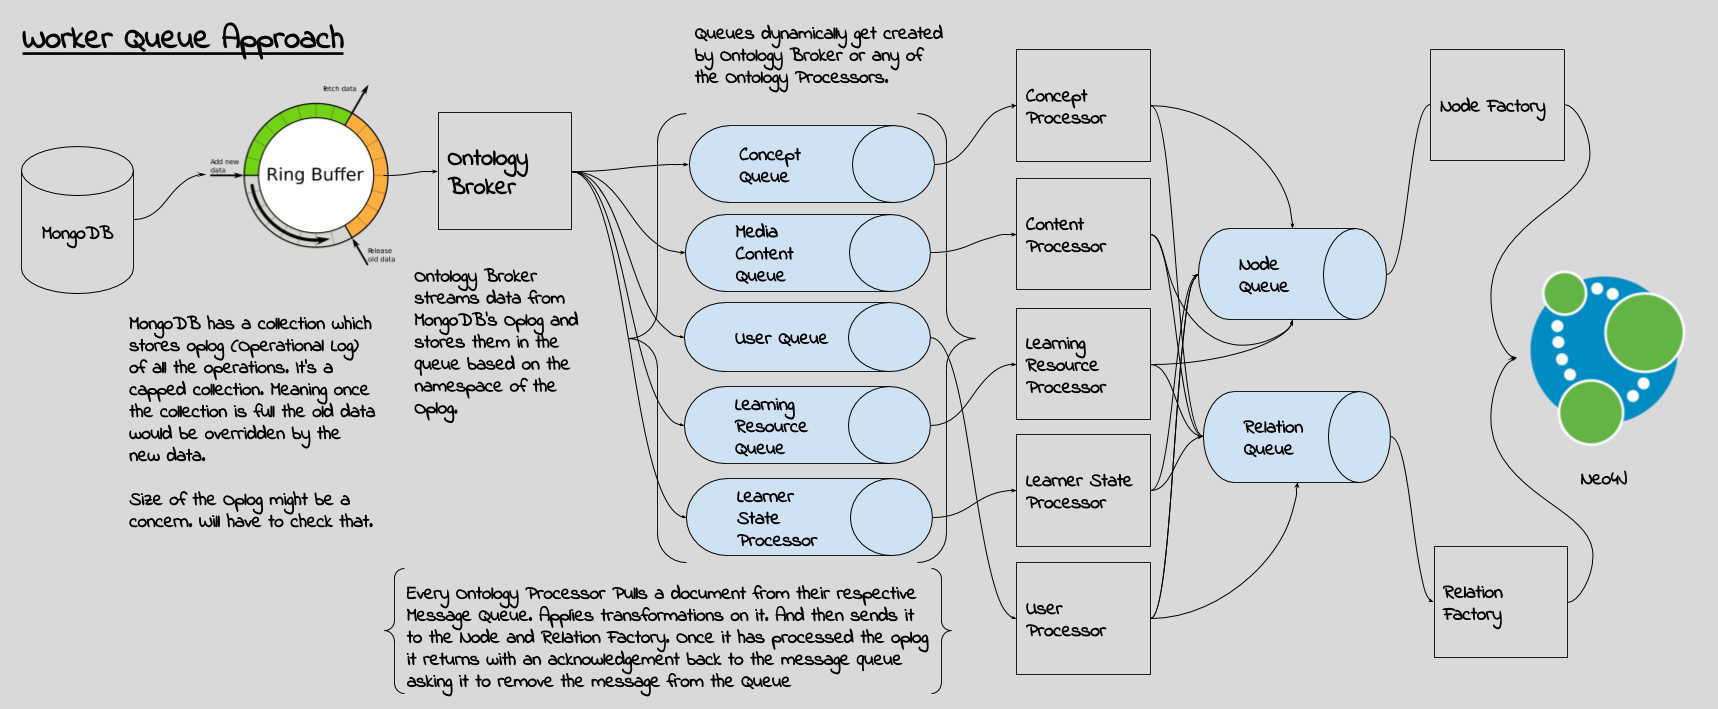 Worker Queue Approach
Queues dynamically get created
by Ontology Broker or any of
the Ontology Processors.
Fetch data
Add new
data
Ring Buffer
Release
old data
MongoDB
Ontology
Broker
MongoDB has a collection which
stores oplog (Operational Log)
of all the operations. It's a
capped collection. Meaning once
the collection is full the old data
would be overridden by the
new data.
Size of the Oplog might be a
concern. Will have to check that.
Ontology Broker
streams data from
MongoDB's Oplog and
stores them in the
queue based on the
namespace of the
Oplog.
Concept
Queue
Media
Content
Queue
User Queue
Learning
Resource
Queue
Learner
State
Processor
Every Ontology Processor Pulls a document from their respective
Message Queue. Applies transformations on it. And then sends it
to the Node and Relation Factory. Once it has processed the oplog
it returns with an acknowledgement back to the message queue
asking it to remove the message from the Queue
Concept
Processor
Content
Processor
Learning
Resource
Processor
Learner State
Processor
User
Processor
Node
Queue
Relation
Queue
Node Factory
Relation
Factory
Neo4J